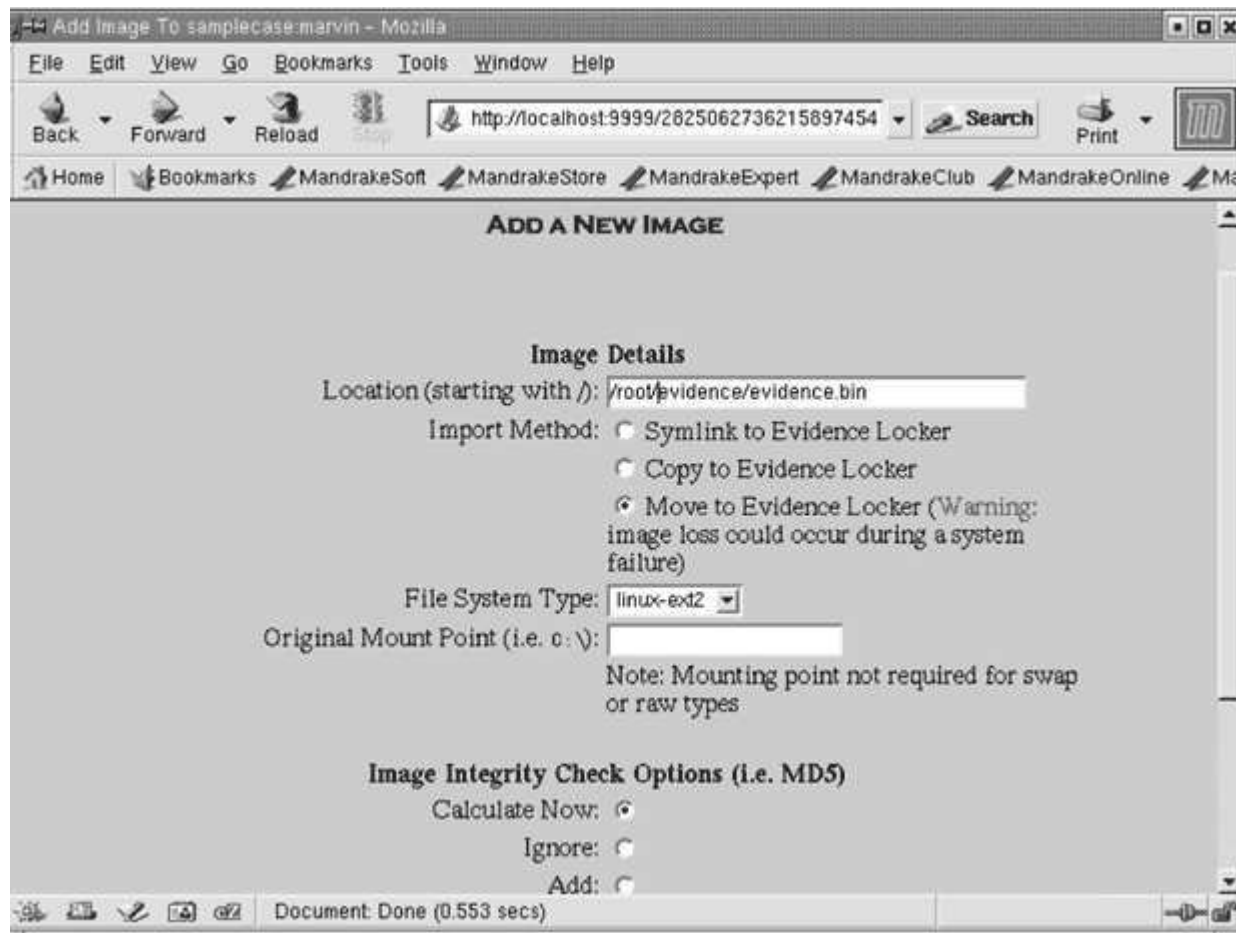 Add Image To samplecase:marvin - Mozilla
File Edit View Go Bookmarks Tools Window Help
Back Forward Reload Stop http://localhost:9999/2825062736215897454 Search Print
Home Bookmarks MandrakeSoft MandrakeStore MandrakeExpert MandrakeClub MandrakeOnline Ma
ADD A NEW IMAGE
Image Details
Location (starting with /): /root/evidence/evidence.bin
Import Method: Symlink to Evidence Locker
Copy to Evidence Locker
Move to Evidence Locker (Warning:
image loss could occur during a system
failure)
File System Type: linux-ext2
Original Mount Point (i.e. c:\):
Note: Mounting point not required for swap
or raw types
Image Integrity Check Options (i.e. MD5)
Calculate Now:
Ignore:
Add:
Document: Done (0.553 secs)